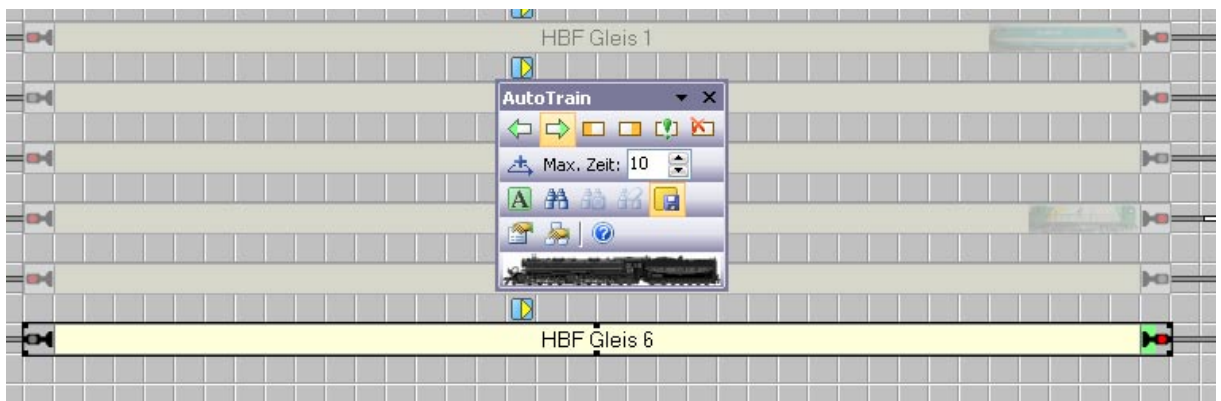 HBF Gleis 1
AutoTrain
Max. Zeit: 10
A
HBF Gleis 6